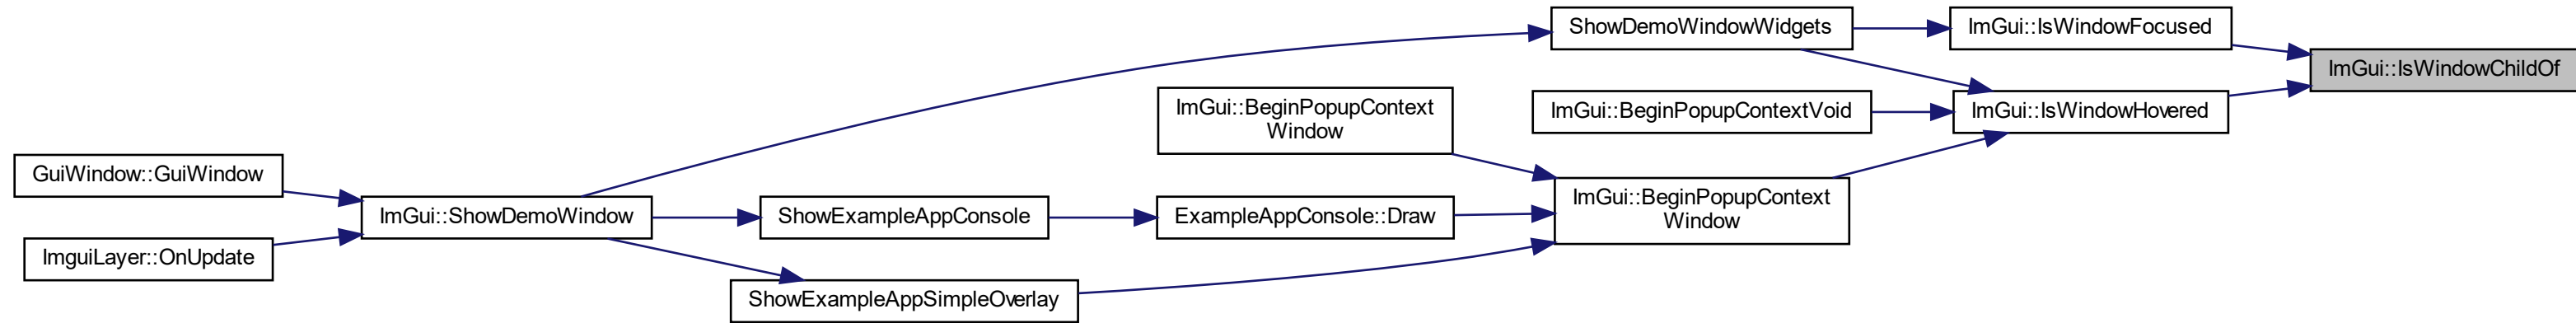 ShowDemoWindowWidgets
ImGui::IsWindowFocused
ImGui::IsWindowChildOf
ImGui::BeginPopupContext
Window
ImGui::BeginPopupContextVoid
ImGui::IsWindowHovered
GuiWindow::GuiWindow
ImGui::ShowDemoWindow
ShowExampleAppConsole
ExampleAppConsole::Draw
ImGui::BeginPopupContext
Window
ImguiLayer::OnUpdate
ShowExampleAppSimpleOverlay